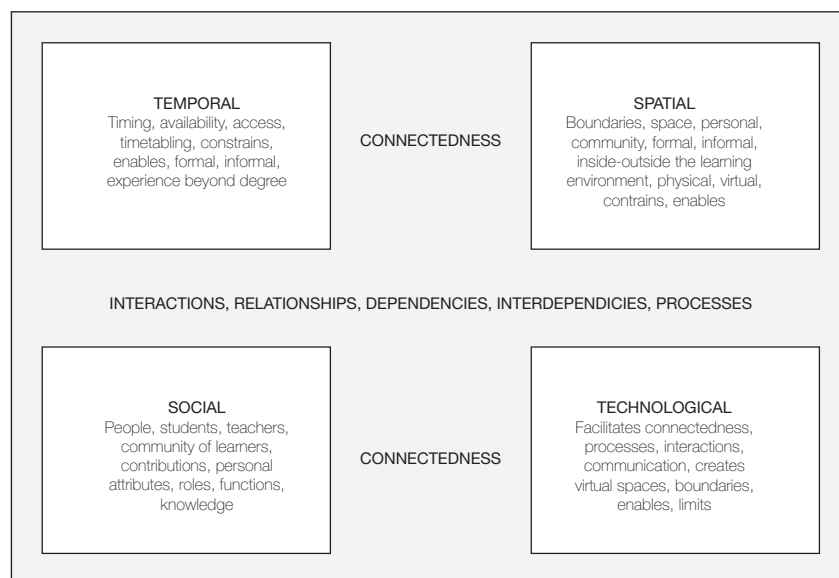 TEMPORAL
Timing, availability, access,
timetabling, constrains,
enables, formal, informal,
experience beyond degree
CONNECTEDNESS
SPATIAL
Boundaries, space, personal,
community, formal, informal,
inside-outside the learning
environment, physical, virtual,
contrains, enables
INTERACTIONS, RELATIONSHIPS, DEPENDENCIES, INTERDEPENDICIES, PROCESSES
SOCIAL
People, students, teachers,
community of learners,
contributions, personal
attributes, roles, functions,
knowledge
CONNECTEDNESS
TECHNOLOGICAL
Facilitates connectedness,
processes, interactions,
communication, creates
virtual spaces, boundaries,
enables, limits